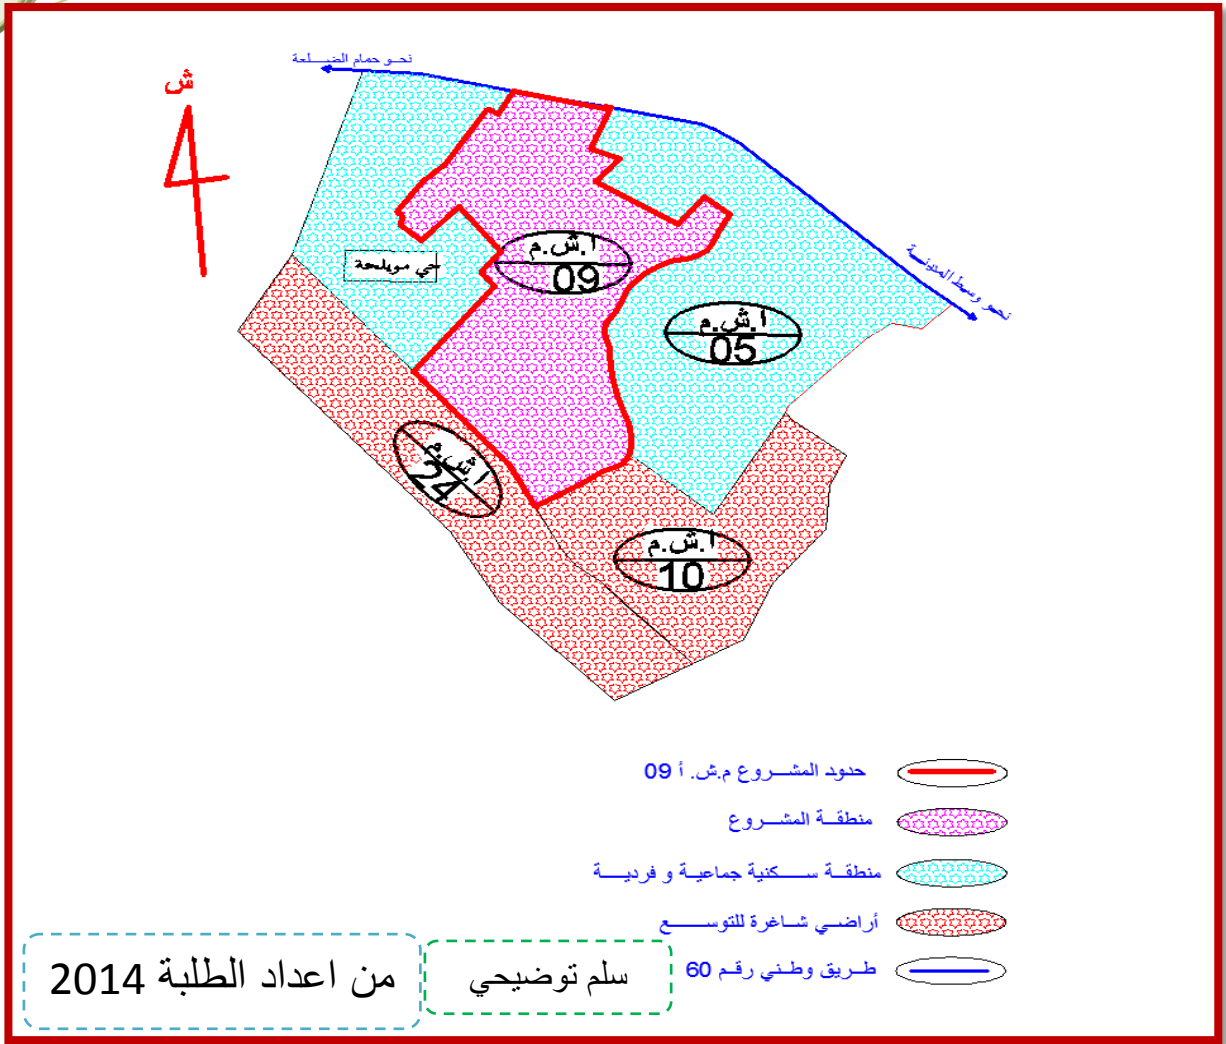 نحو حمام الضلعة
ش
نحو وسط المدينة
ا.ش.م
09
حي مويلحة
ا.ش.م
05
ا.ش.م
24
ا.ش.م
10
حدود المشروع م.ش. أ 09
منطقة المشروع
منطقة سكنية جماعية و فردية
أراضي شاغرة للتوسع
طريق وطني رقم 60
سلم توضيحي
من اعداد الطلبة 2014